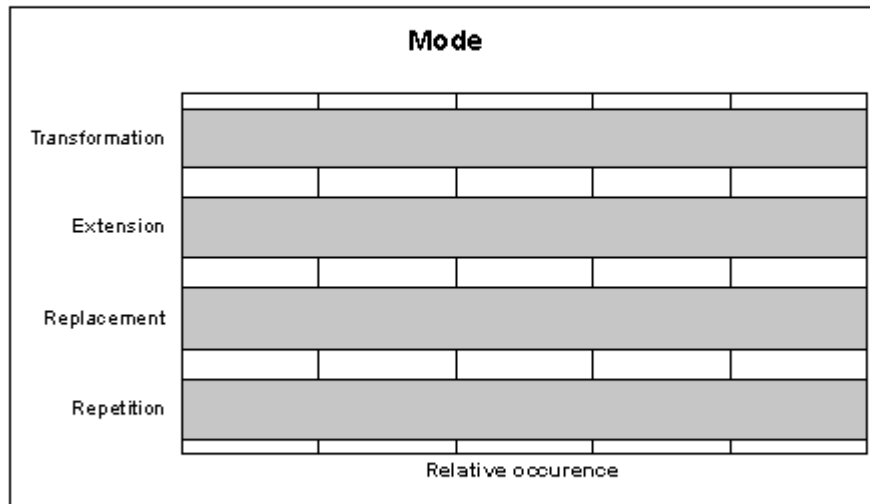 Mode
Transformation
Extension
Replacement
Repetition
Relative occurence